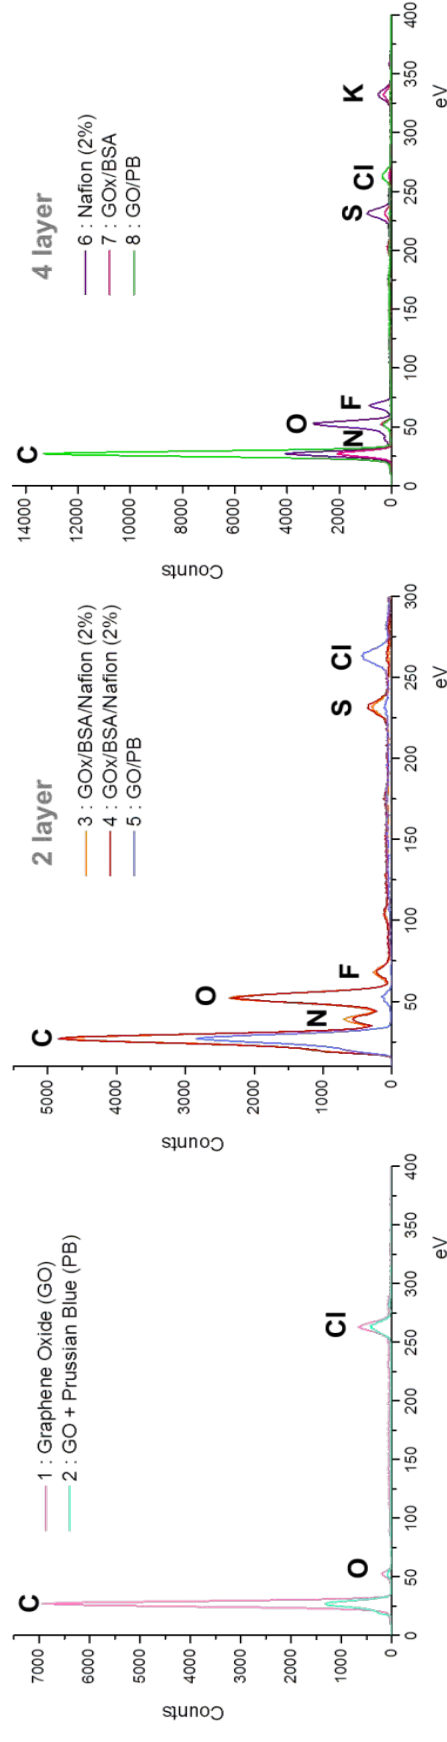 C
1 : Graphene Oxide (GO)
2 : GO + Prussian Blue (PB)
O
Cl
7000
6000
5000
4000
3000
2000
1000
0
Counts
0 50 100 150 200 250 300 350 400
eV
2 layer
3 : GOx/BSA/Nafion (2%)
4 : GOx/BSA/Nafion (2%)
5 : GO/PB
C
O
N
F
S
Cl
5000
4000
3000
2000
1000
0
Counts
50 100 150 200 250 300
eV
4 layer
6 : Nafion (2%)
7 : GOx/BSA
8 : GO/PB
C
O
N
F
S
Cl
K
14000
12000
10000
8000
6000
4000
2000
0
Counts
0 50 100 150 200 250 300 350 400
eV